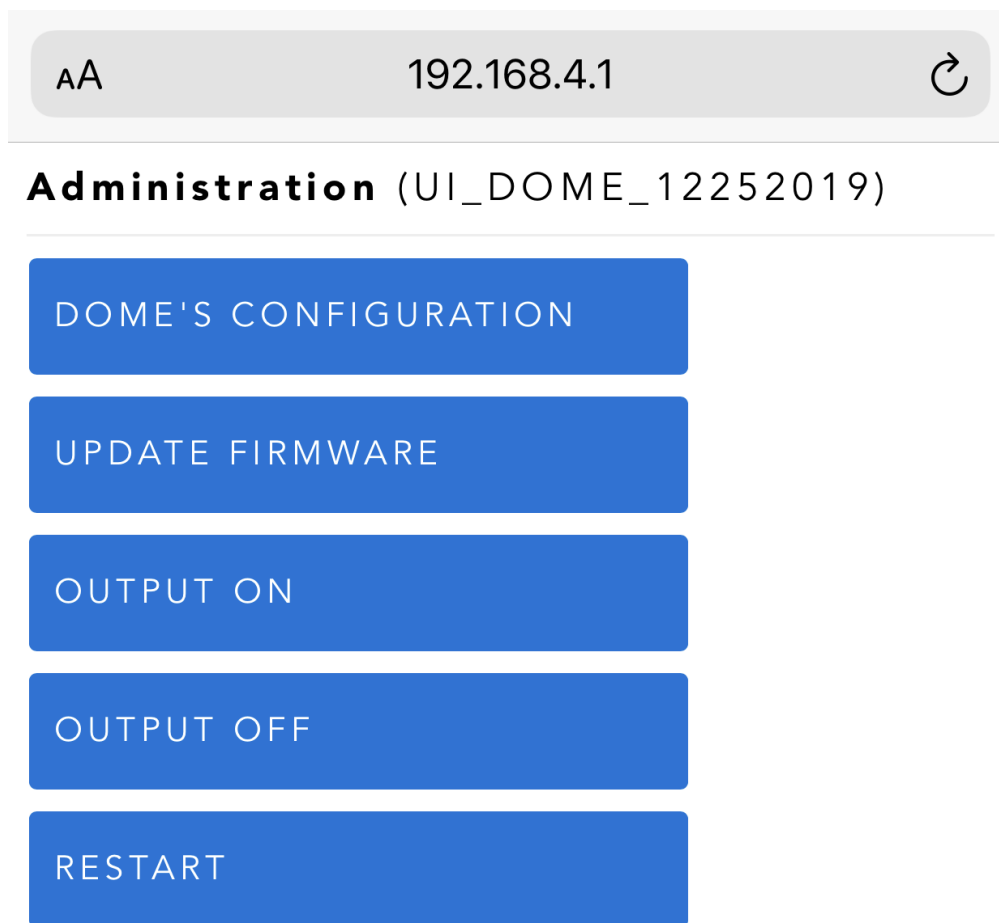 AA
192.168.4.1
Administration (UI_DOME_12252019)
DOME'S CONFIGURATION
UPDATE FIRMWARE
OUTPUT ON
OUTPUT OFF
RESTART